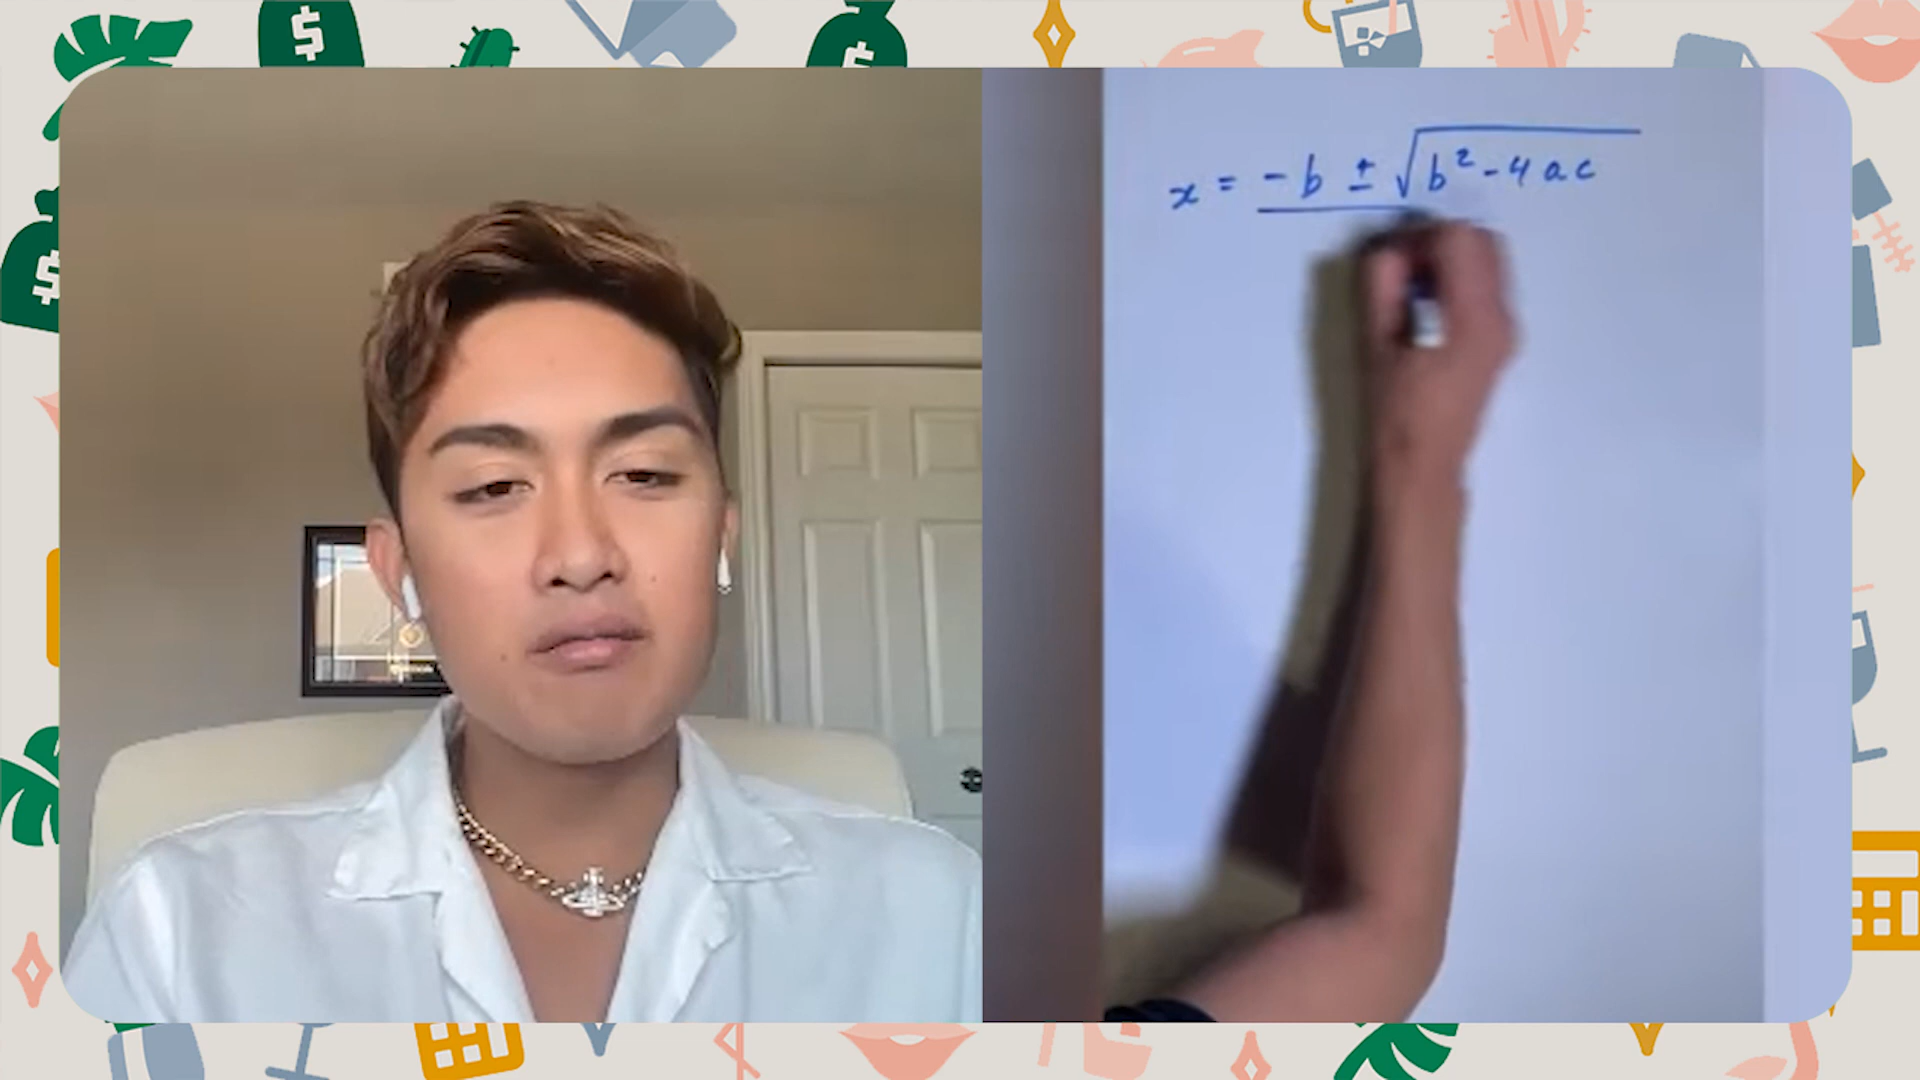 $
$
$
x = -b ± √b² - 4ac